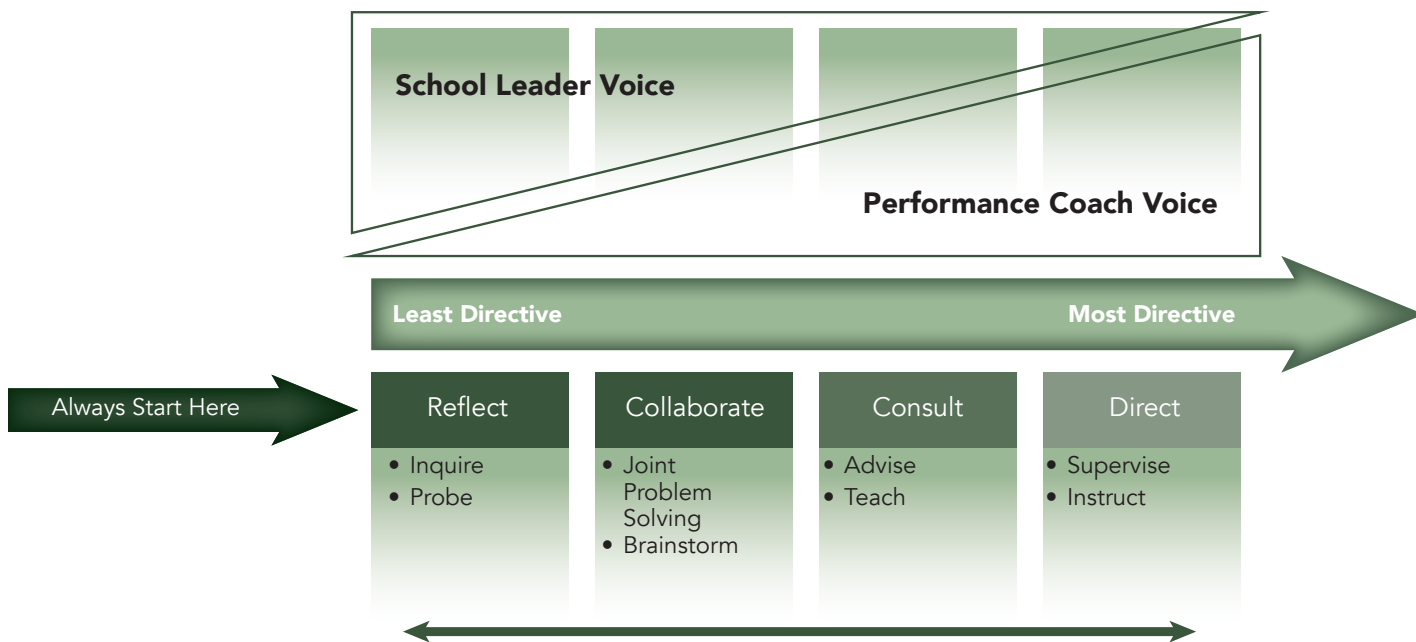 School Leader Voice
Performance Coach Voice
Least Directive
Most Directive
Always Start Here
Reflect
• Inquire
• Probe
Collaborate
• Joint
Problem
Solving
• Brainstorm
Consult
• Advise
• Teach
Direct
• Supervise
• Instruct